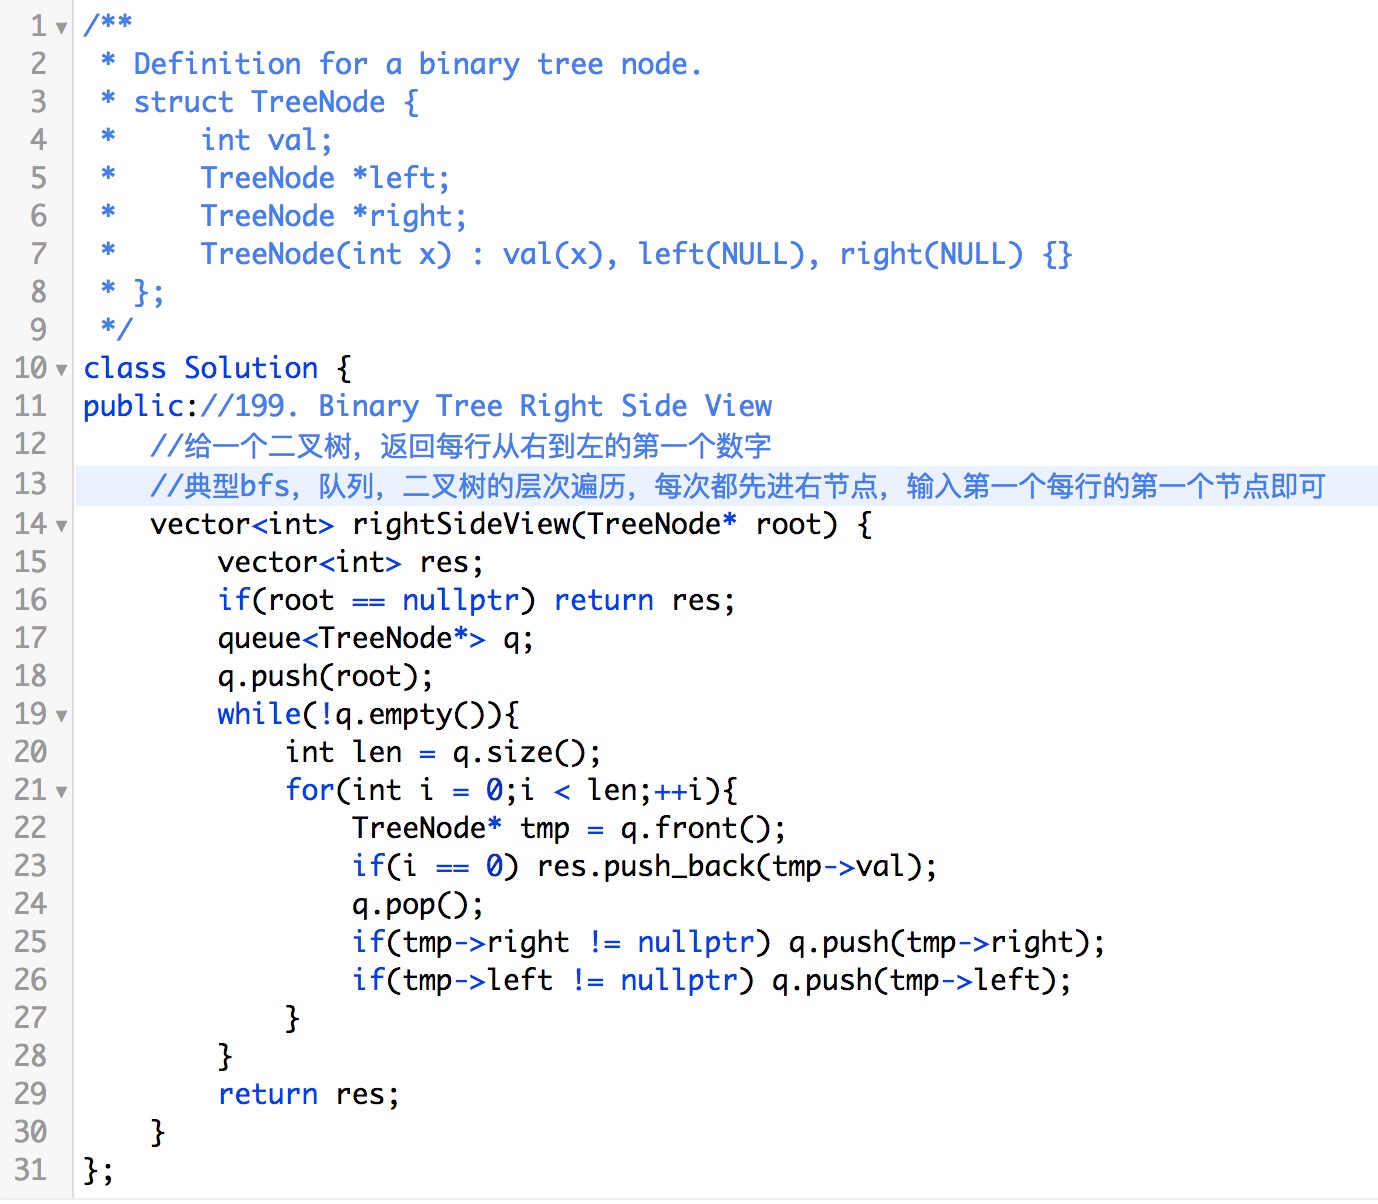 1 /**
2  * Definition for a binary tree node.
3  * struct TreeNode {
4  *     int val;
5  *     TreeNode *left;
6  *     TreeNode *right;
7  *     TreeNode(int x) : val(x), left(NULL), right(NULL) {}
8  * };
9  */
10 class Solution {
11 public://199. Binary Tree Right Side View
12     //给一个二叉树，返回每行从右到左的第一个数字
13     //典型bfs，队列，二叉树的层次遍历，每次都先进右节点，输入第一个每行的第一个节点即可
14     vector<int> rightSideView(TreeNode* root) {
15         vector<int> res;
16         if(root == nullptr) return res;
17         queue<TreeNode*> q;
18         q.push(root);
19         while(!q.empty()){
20             int len = q.size();
21             for(int i = 0;i < len;++i){
22                 TreeNode* tmp = q.front();
23                 if(i == 0) res.push_back(tmp->val);
24                 q.pop();
25                 if(tmp->right != nullptr) q.push(tmp->right);
26                 if(tmp->left != nullptr) q.push(tmp->left);
27             }
28         }
29         return res;
30     }
31 };